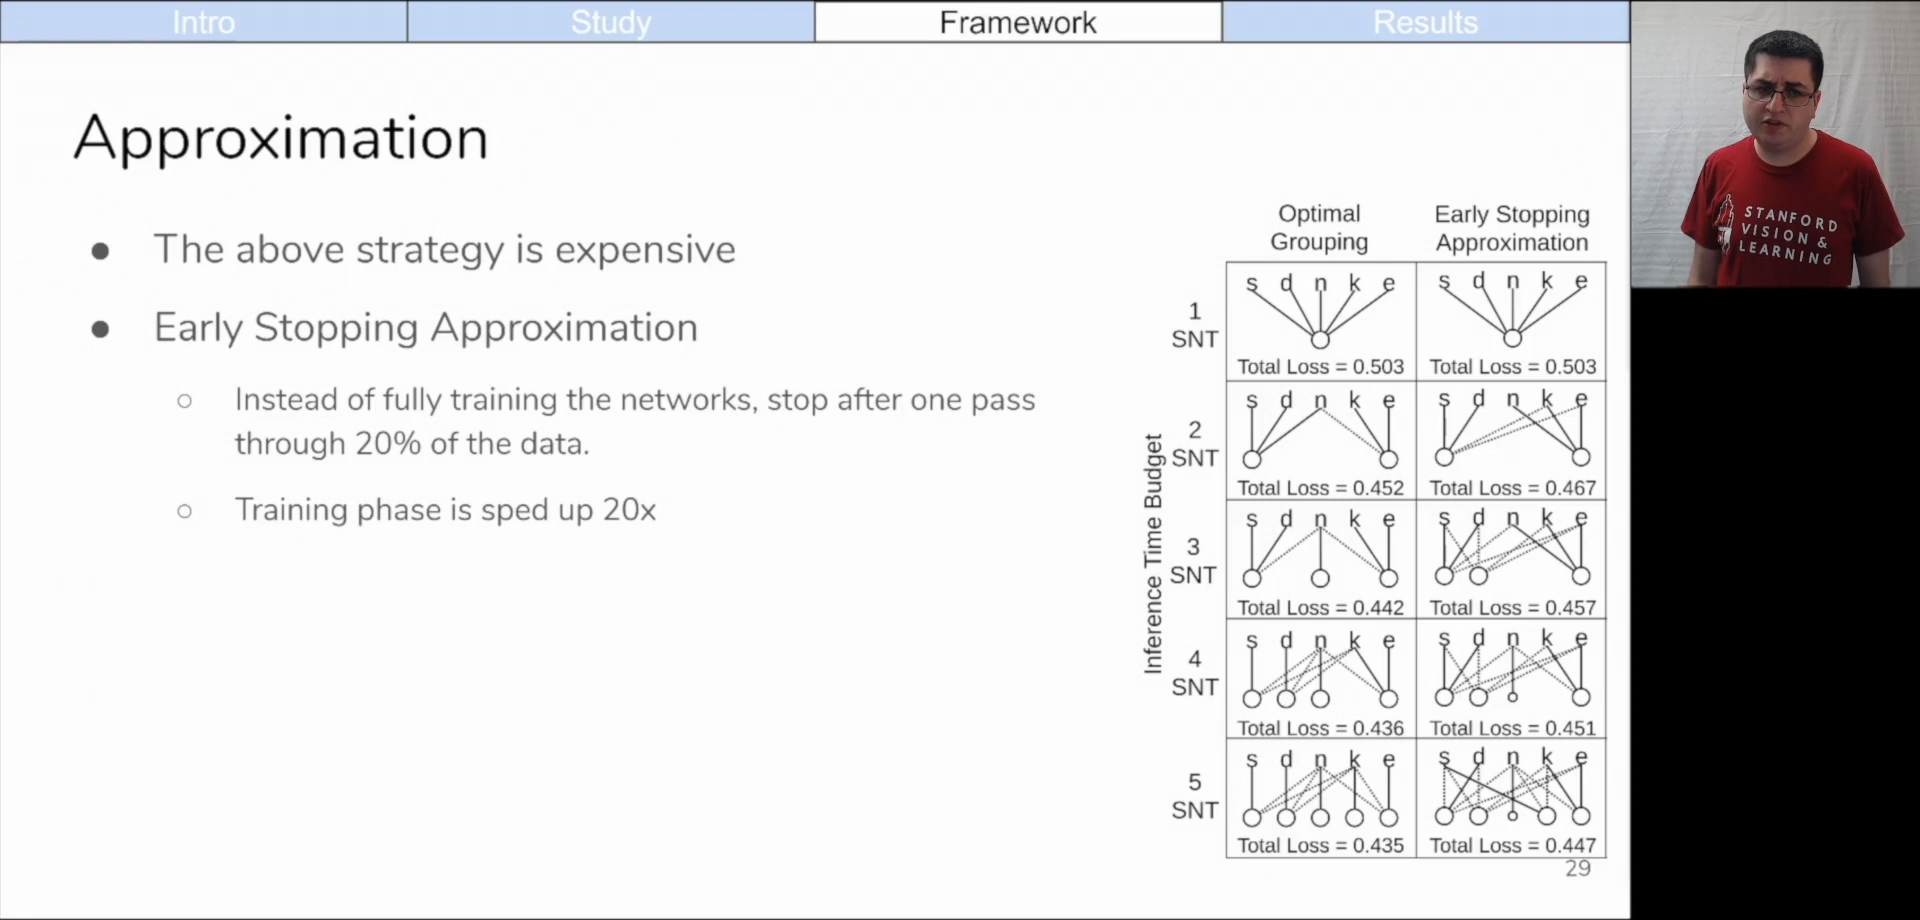 Intro Study Framework Results
Approximation
● The above strategy is expensive
● Early Stopping Approximation
○ Instead of fully training the networks, stop after one pass
through 20% of the data.
○ Training phase is sped up 20x
Optimal Early Stopping
Grouping Approximation
Inference Time Budget
s d n k e s d n k e
1
SNT
Total Loss = 0.503 Total Loss = 0.503
s d n k e s d n k e
2
SNT
Total Loss = 0.452 Total Loss = 0.467
s d n k e s d n k e
3
SNT
Total Loss = 0.442 Total Loss = 0.457
s d n k e s d n k e
4
SNT
Total Loss = 0.436 Total Loss = 0.451
s d n k e s d n k e
5
SNT
Total Loss = 0.435 Total Loss = 0.447
29
STANFORD
VISION &
LEARNING